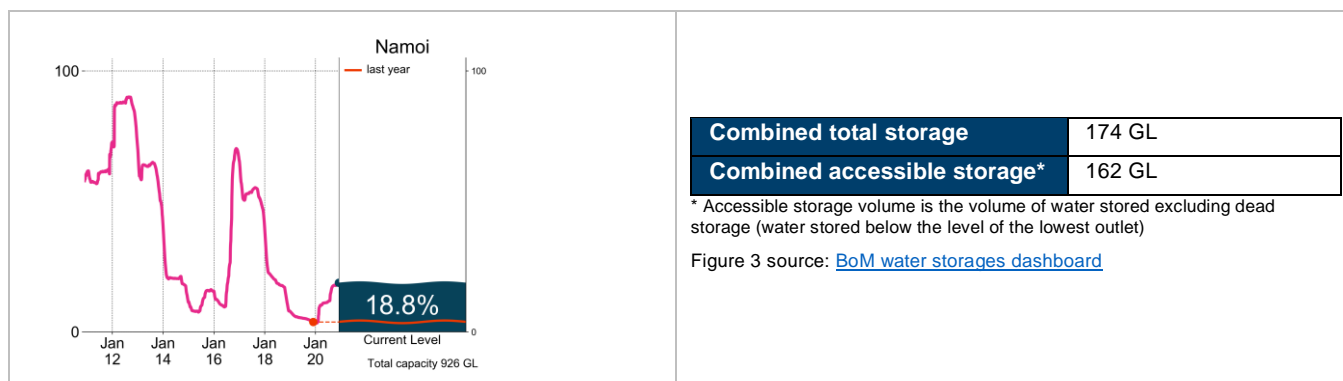 Namoi
100
last year
100
18.8%
0
0
Jan Jan Jan Jan Jan
12 14 16 18 20
Current Level
Total capacity 926 GL
Combined total storage 174 GL
Combined accessible storage* 162 GL
* Accessible storage volume is the volume of water stored excluding dead
storage (water stored below the level of the lowest outlet)
Figure 3 source: BoM water storages dashboard